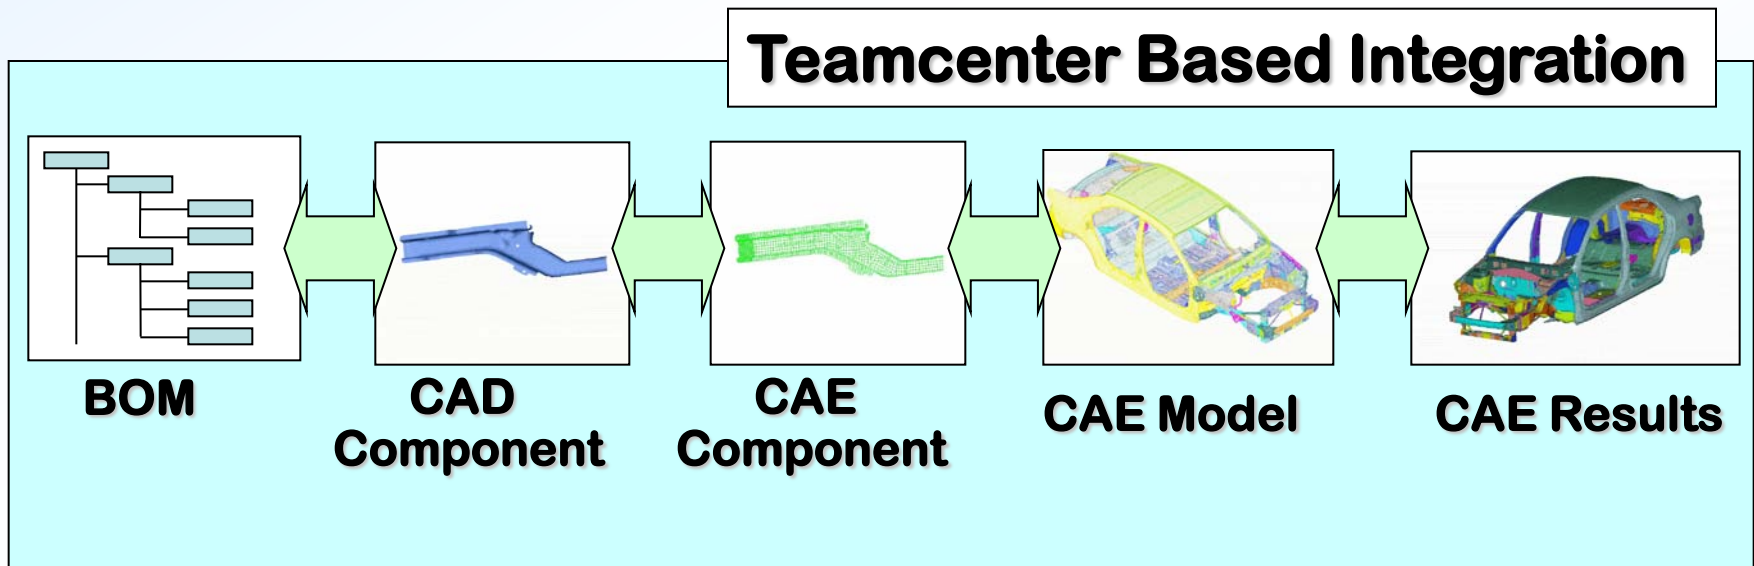 Teamcenter Based Integration
BOM
CAD
Component
CAE
Component
CAE Model
CAE Results